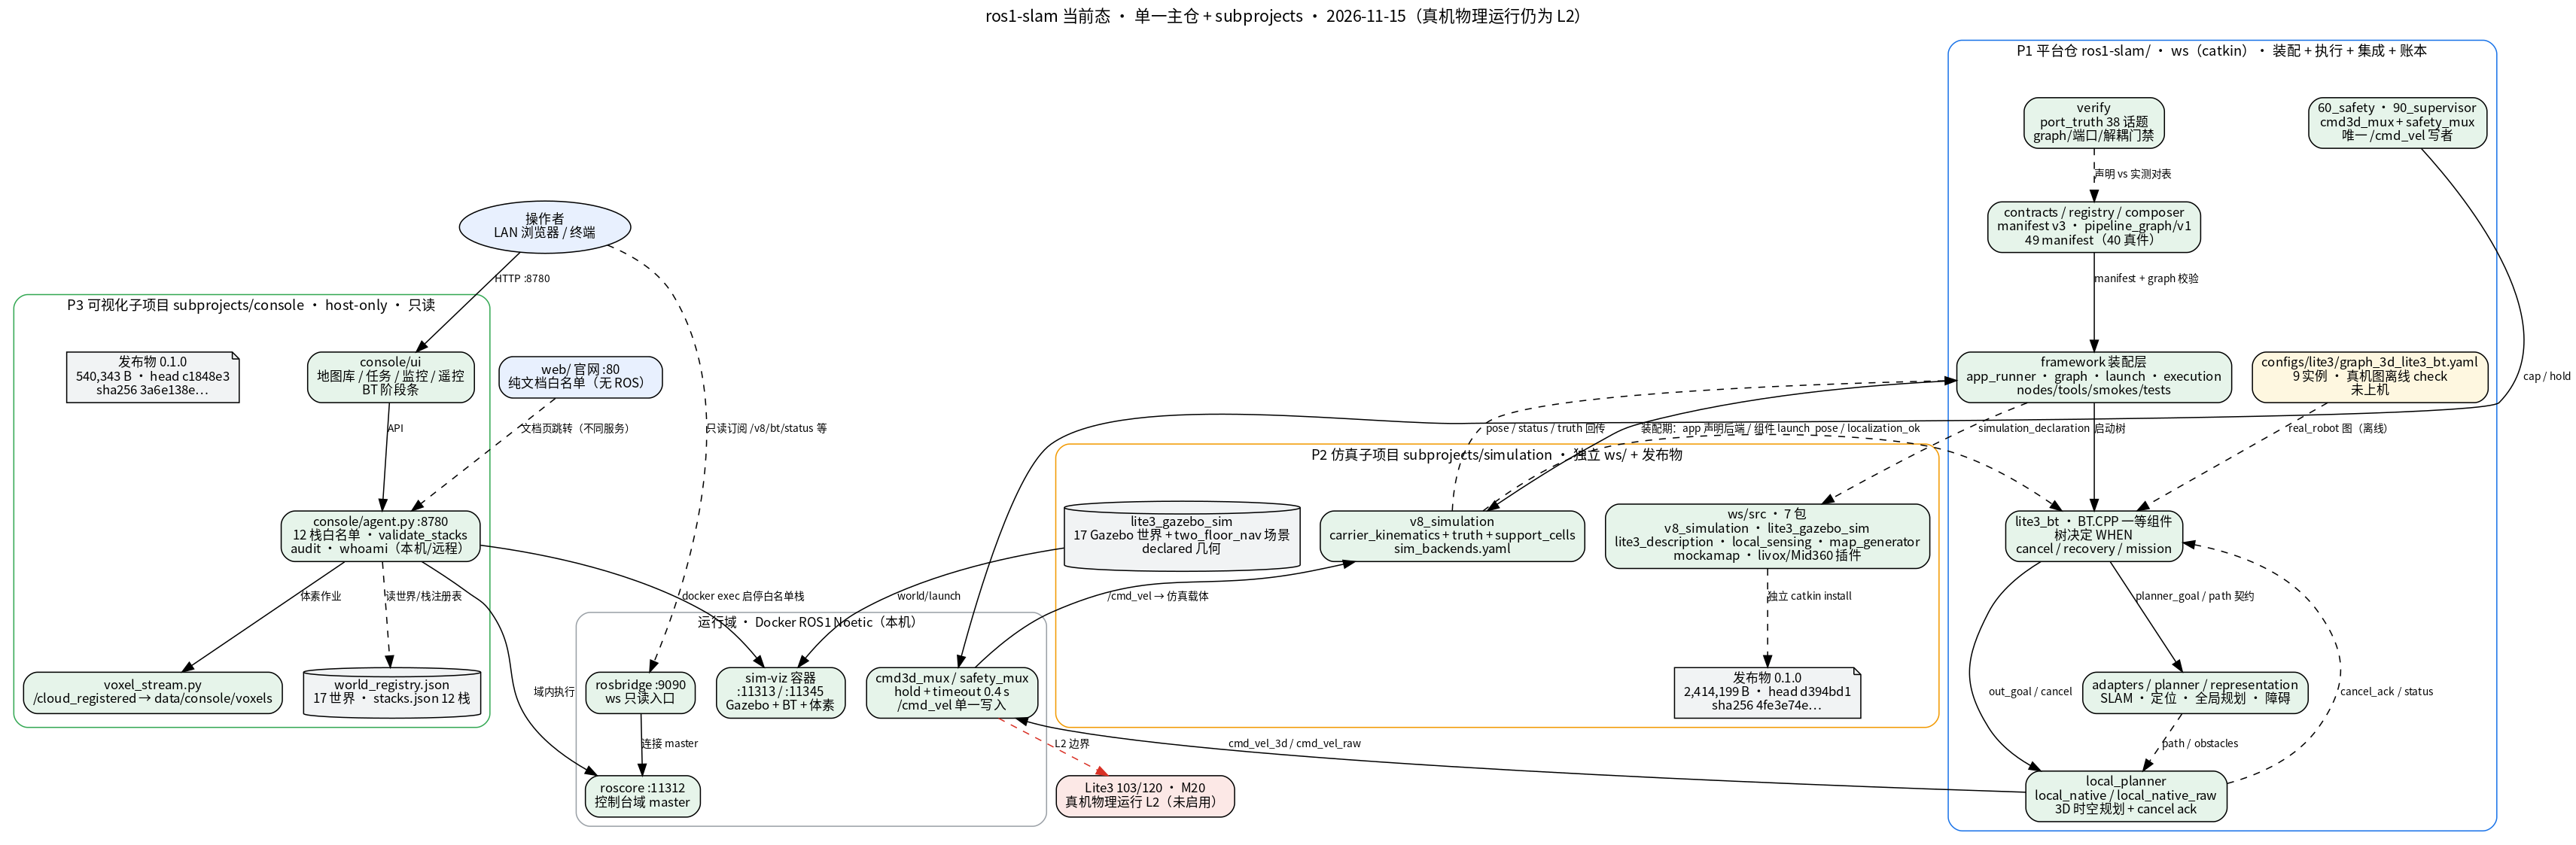 ros1-slam 当前态 · 单一主仓 + subprojects · 2026-11-15（真机物理运行仍为 L2）
P1 平台仓 ros1-slam/ · ws（catkin）· 装配 + 执行 + 集成 + 账本
verify
port_truth 38 话题
graph/端口/解耦门禁
60_safety · 90_supervisor
cmd3d_mux + safety_mux
唯一 /cmd_vel 写者
声明 vs 实测对表
contracts / registry / composer
manifest v3 · pipeline_graph/v1
49 manifest（40 真件）
manifest + graph 校验
framework 装配层
app_runner · graph · launch · execution
nodes/tools/smokes/tests
configs/lite3/graph_3d_lite3_bt.yaml
9 实例 · 真机图离线 check
未上机
cap / hold
real_robot 图（离线）
lite3_bt · BT.CPP 一等组件
树决定 WHEN
cancel / recovery / mission
planner_goal / path 契约
out_goal / cancel
adapters / planner / representation
SLAM · 定位 · 全局规划 · 障碍
cancel_ack / status
path / obstacles
local_planner
local_native / local_native_raw
3D 时空规划 + cancel ack
操作者
LAN 浏览器 / 终端
HTTP :8780
只读订阅 /v8/bt/status 等
P3 可视化子项目 subprojects/console · host-only · 只读
发布物 0.1.0
540,343 B · head c1848e3
sha256 3a6e138e…
console/ui
地图库 / 任务 / 监控 / 遥控
BT 阶段条
web/ 官网 :80
纯文档白名单（无 ROS）
API
文档页跳转（不同服务）
console/agent.py :8780
12 栈白名单 · validate_stacks
audit · whoami（本机/远程）
体素作业
读世界/栈注册表
docker exec 启停白名单栈
域内执行
voxel_stream.py
/cloud_registered → data/console/voxels
world_registry.json
17 世界 · stacks.json 12 栈
pose / status / truth 回传
装配期：app 声明后端 / 组件 launch
pose / localization_ok
simulation_declaration 启动树
P2 仿真子项目 subprojects/simulation · 独立 ws/ + 发布物
lite3_gazebo_sim
17 Gazebo 世界 + two_floor_nav 场景
declared 几何
v8_simulation
carrier_kinematics + truth + support_cells
sim_backends.yaml
ws/src · 7 包
v8_simulation · lite3_gazebo_sim
lite3_description · local_sensing · map_generator
mockamap · livox/Mid360 插件
world/launch
/cmd_vel → 仿真载体
独立 catkin install
发布物 0.1.0
2,414,199 B · head d394bd1
sha256 4fe3e74e…
运行域 · Docker ROS1 Noetic（本机）
rosbridge :9090
ws 只读入口
sim-viz 容器
:11313 / :11345
Gazebo + BT + 体素
cmd3d_mux / safety_mux
hold + timeout 0.4 s
/cmd_vel 单一写入
连接 master
L2 边界
cmd_vel_3d / cmd_vel_raw
roscore :11312
控制台域 master
Lite3 103/120 · M20
真机物理运行 L2（未启用）